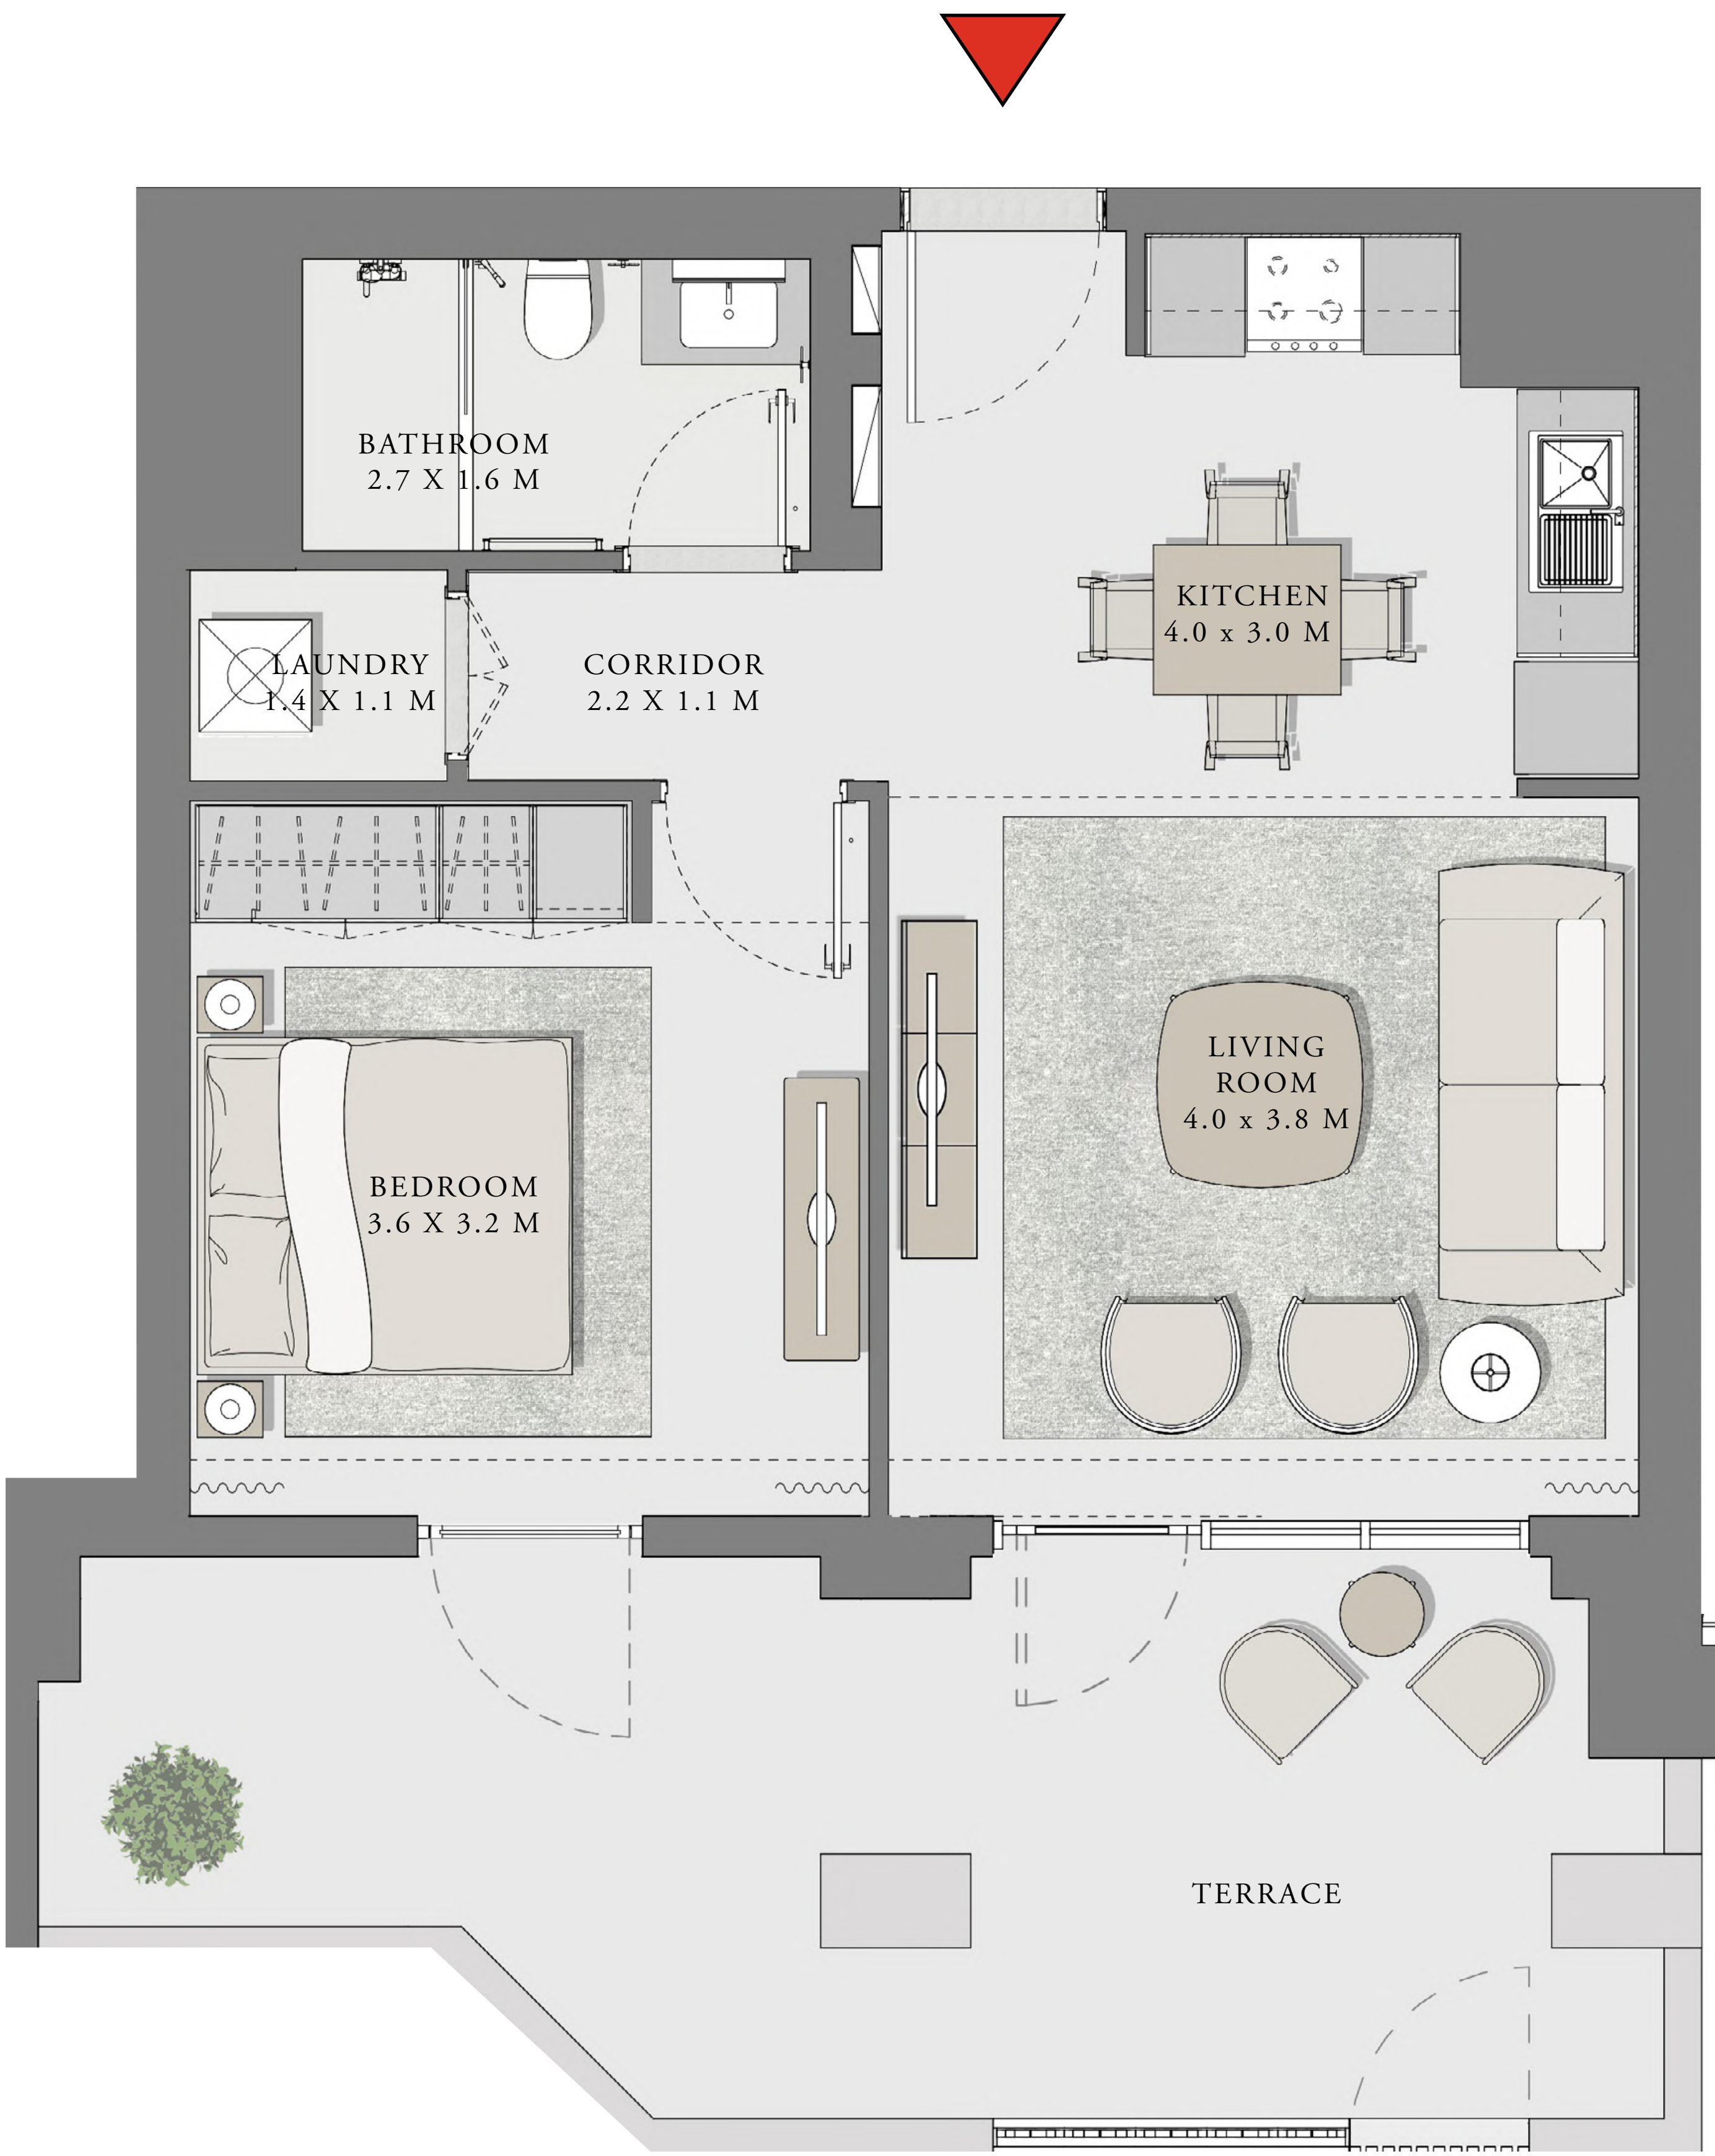 BATHROOM
2.7 X 1.6 M
KITCHEN
4.0 x 3.0 M
LAUNDRY
1.4 X 1.1 M
CORRIDOR
2.2 X 1.1 M
LIVING
ROOM
4.0 x 3.8 M
BEDROOM
3.6 X 3.2 M
TERRACE